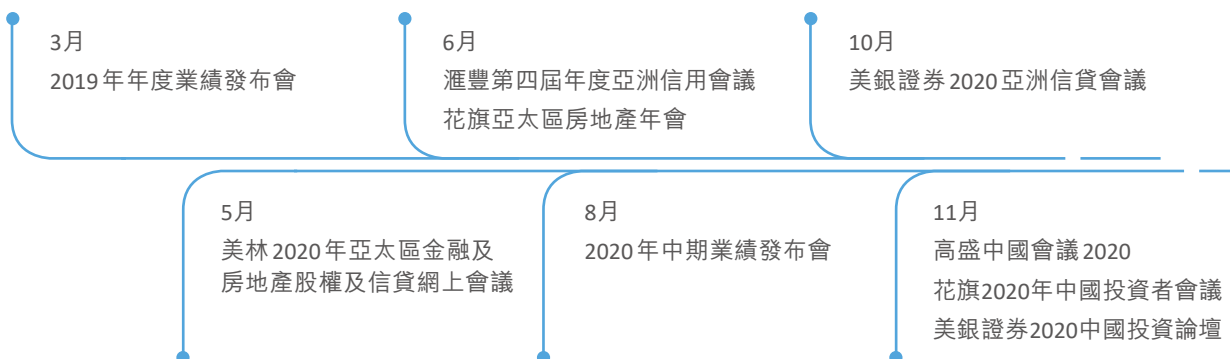 3月
2019年年度業績發布會
6月
滙豐第四屆年度亞洲信用會議
花旗亞太區房地產年會
10月
美銀證券2020亞洲信貸會議
5月
美林2020年亞太區金融及
房地產股權及信貸網上會議
8月
2020年中期業績發布會
11月
高盛中國會議2020
花旗2020年中國投資者會議
美銀證券2020中國投資論壇